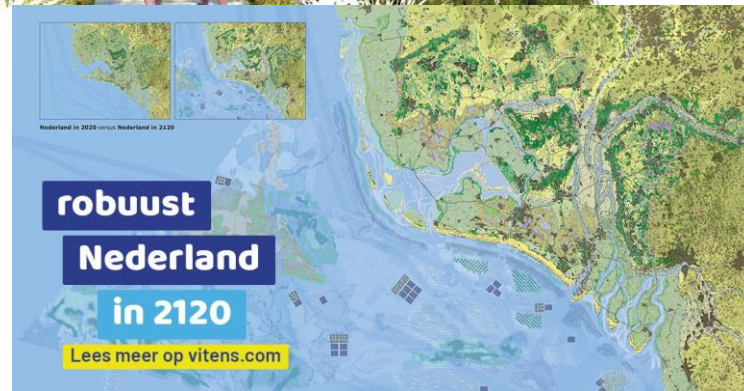 Nederland in 2020 versus Nederland in 2120
robuust
Nederland
in 2120
Lees meer op vitens.com